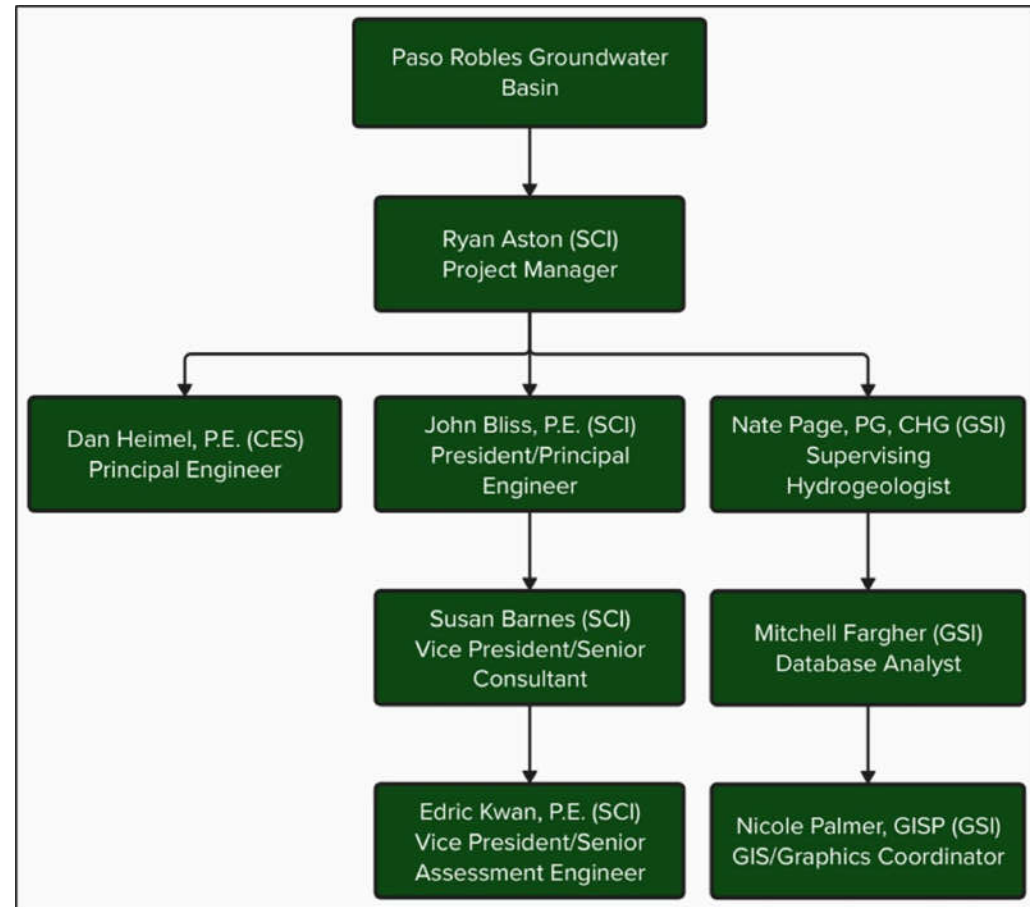 Paso Robles Groundwater
Basin
Ryan Aston (SCI)
Project Manager
Dan Heimel, P.E. (CES)
Principal Engineer
John Bliss, P.E. (SCI)
President/Principal
Engineer
Nate Page, PG, CHG (GSI)
Supervising
Hydrogeologist
Susan Barnes (SCI)
Vice President/Senior
Consultant
Mitchell Fargher (GSI)
Database Analyst
Edric Kwan, P.E. (SCI)
Vice President/Senior
Assessment Engineer
Nicole Palmer, GISP (GSI)
GIS/Graphics Coordinator